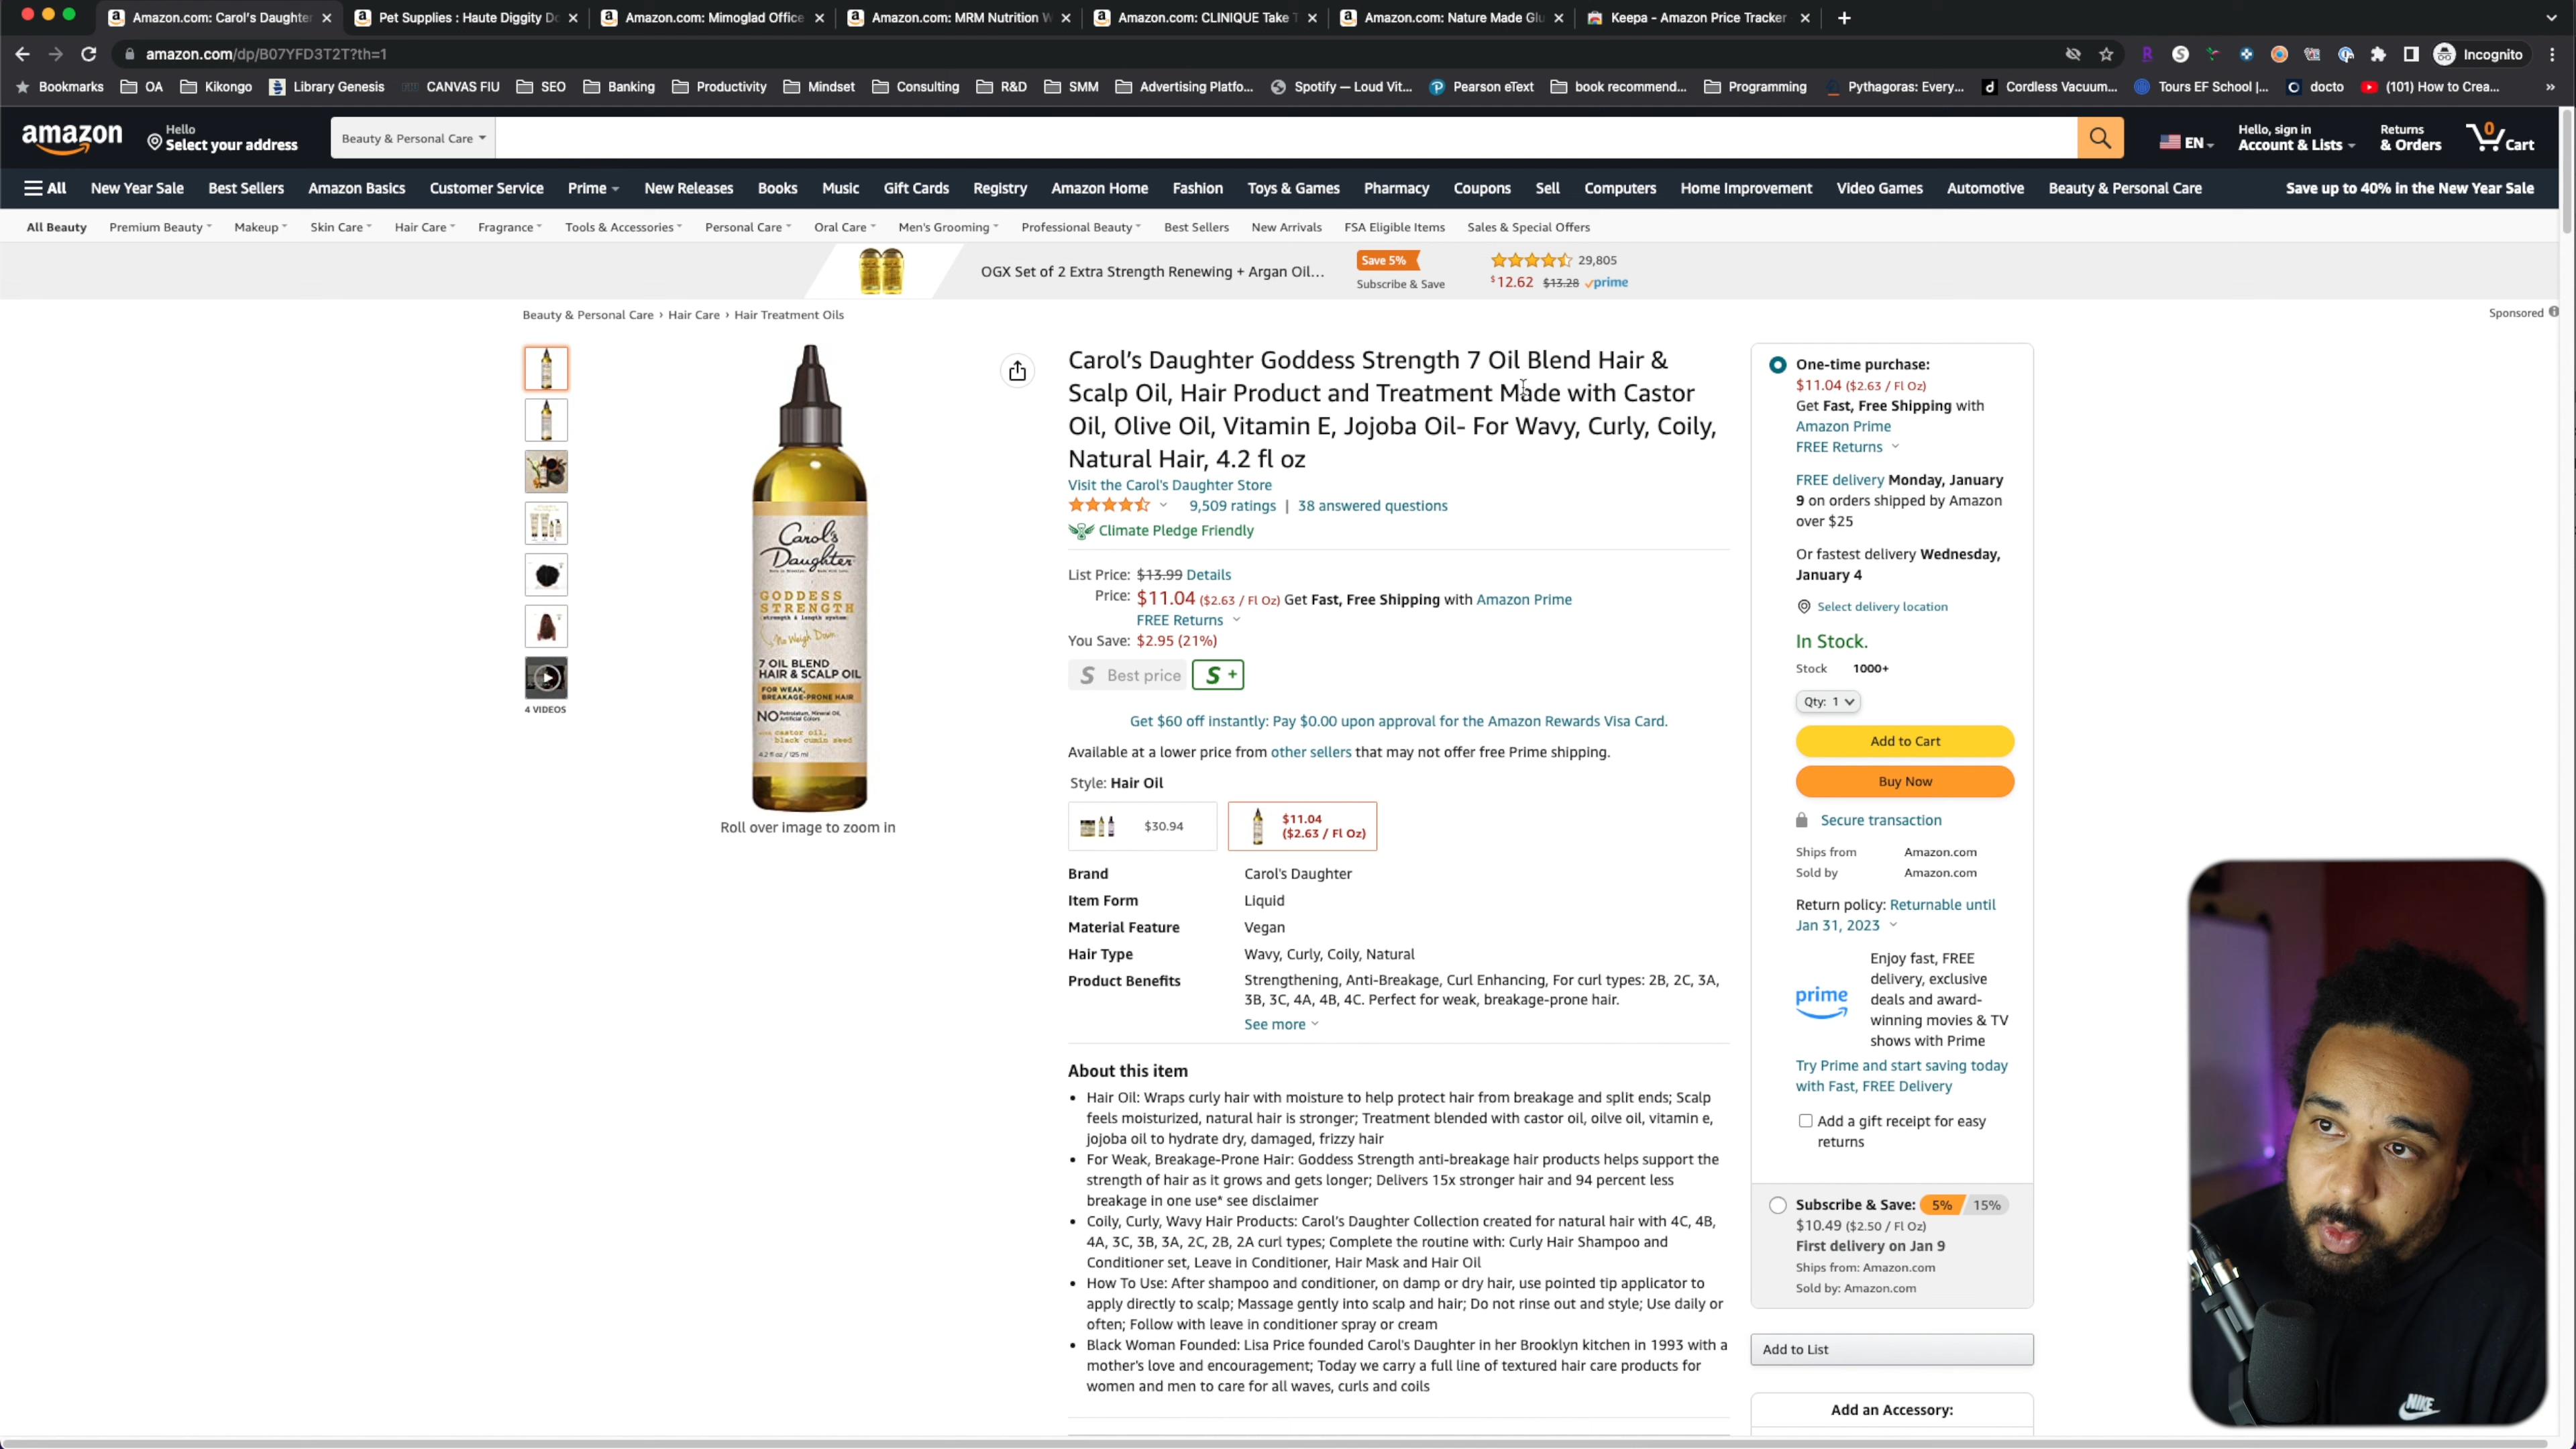 Amazon.com: Carol's Daughter
Pet Supplies : Haute Diggity Do
Amazon.com: Mimoglad Office
Amazon.com: MRM Nutrition W
Amazon.com: CLINIQUE Take T
Amazon.com: Nature Made Glu
Keepa - Amazon Price Tracker
amazon.com/dp/B07YFD3T2T?th=1
Incognito
Bookmarks OA Kikongo Library Genesis CANVAS FIU SEO Banking Productivity Mindset Consulting R&D SMM Advertising Platfo... Spotify — Loud Vit... Pearson eText book recommend... Programming Pythagoras: Every... Cordless Vacuum... Tours EF School |... docto (101) How to Crea... »
amazon
Hello
Select your address
Beauty & Personal Care
EN
Hello, sign in
Account & Lists
Returns
& Orders
0
Cart
All New Year Sale Best Sellers Amazon Basics Customer Service Prime New Releases Books Music Gift Cards Registry Amazon Home Fashion Toys & Games Pharmacy Coupons Sell Computers Home Improvement Video Games Automotive Beauty & Personal Care Save up to 40% in the New Year Sale
All Beauty Premium Beauty Makeup Skin Care Hair Care Fragrance Tools & Accessories Personal Care Oral Care Men's Grooming Professional Beauty Best Sellers New Arrivals FSA Eligible Items Sales & Special Offers
OGX Set of 2 Extra Strength Renewing + Argan Oil...
Save 5%
Subscribe & Save
29,805
$12.62 $13.28 prime
Sponsored
Beauty & Personal Care › Hair Care › Hair Treatment Oils
4 VIDEOS
Carol's
Daughter
GODDESS
STRENGTH
(strength & length system)
No Weigh Down
7 OIL BLEND
HAIR & SCALP OIL
FOR WEAK,
BREAKAGE-PRONE HAIR
NO Petrolatum, Mineral Oil,
Artificial Colors
with castor oil,
black cumin seed
4.2 fl oz / 125 ml
Roll over image to zoom in
Carol's Daughter Goddess Strength 7 Oil Blend Hair &
Scalp Oil, Hair Product and Treatment Made with Castor
Oil, Olive Oil, Vitamin E, Jojoba Oil- For Wavy, Curly, Coily,
Natural Hair, 4.2 fl oz
Visit the Carol's Daughter Store
9,509 ratings | 38 answered questions
Climate Pledge Friendly
List Price: $13.99 Details
Price: $11.04 ($2.63 / Fl Oz) Get Fast, Free Shipping with Amazon Prime
FREE Returns
You Save: $2.95 (21%)
S Best price S +
Get $60 off instantly: Pay $0.00 upon approval for the Amazon Rewards Visa Card.
Available at a lower price from other sellers that may not offer free Prime shipping.
Style: Hair Oil
$30.94
$11.04
($2.63 / Fl Oz)
Brand Carol's Daughter
Item Form Liquid
Material Feature Vegan
Hair Type Wavy, Curly, Coily, Natural
Product Benefits Strengthening, Anti-Breakage, Curl Enhancing, For curl types: 2B, 2C, 3A,
3B, 3C, 4A, 4B, 4C. Perfect for weak, breakage-prone hair.
See more
About this item
• Hair Oil: Wraps curly hair with moisture to help protect hair from breakage and split ends; Scalp
feels moisturized, natural hair is stronger; Treatment blended with castor oil, oilve oil, vitamin e,
jojoba oil to hydrate dry, damaged, frizzy hair
• For Weak, Breakage-Prone Hair: Goddess Strength anti-breakage hair products helps support the
strength of hair as it grows and gets longer; Delivers 15x stronger hair and 94 percent less
breakage in one use* see disclaimer
• Coily, Curly, Wavy Hair Products: Carol's Daughter Collection created for natural hair with 4C, 4B,
4A, 3C, 3B, 3A, 2C, 2B, 2A curl types; Complete the routine with: Curly Hair Shampoo and
Conditioner set, Leave in Conditioner, Hair Mask and Hair Oil
• How To Use: After shampoo and conditioner, on damp or dry hair, use pointed tip applicator to
apply directly to scalp; Massage gently into scalp and hair; Do not rinse out and style; Use daily or
often; Follow with leave in conditioner spray or cream
• Black Woman Founded: Lisa Price founded Carol's Daughter in her Brooklyn kitchen in 1993 with a
mother's love and encouragement; Today we carry a full line of textured hair care products for
women and men to care for all waves, curls and coils
One-time purchase:
$11.04 ($2.63 / Fl Oz)
Get Fast, Free Shipping with
Amazon Prime
FREE Returns
FREE delivery Monday, January
9 on orders shipped by Amazon
over $25
Or fastest delivery Wednesday,
January 4
Select delivery location
In Stock.
Stock 1000+
Qty: 1
Add to Cart
Buy Now
Secure transaction
Ships from Amazon.com
Sold by Amazon.com
Return policy: Returnable until
Jan 31, 2023
prime
Enjoy fast, FREE
delivery, exclusive
deals and award-
winning movies & TV
shows with Prime
Try Prime and start saving today
with Fast, FREE Delivery
Add a gift receipt for easy
returns
Subscribe & Save: 5% 15%
$10.49 ($2.50 / Fl Oz)
First delivery on Jan 9
Ships from: Amazon.com
Sold by: Amazon.com
Add to List
Add an Accessory:
NIKE